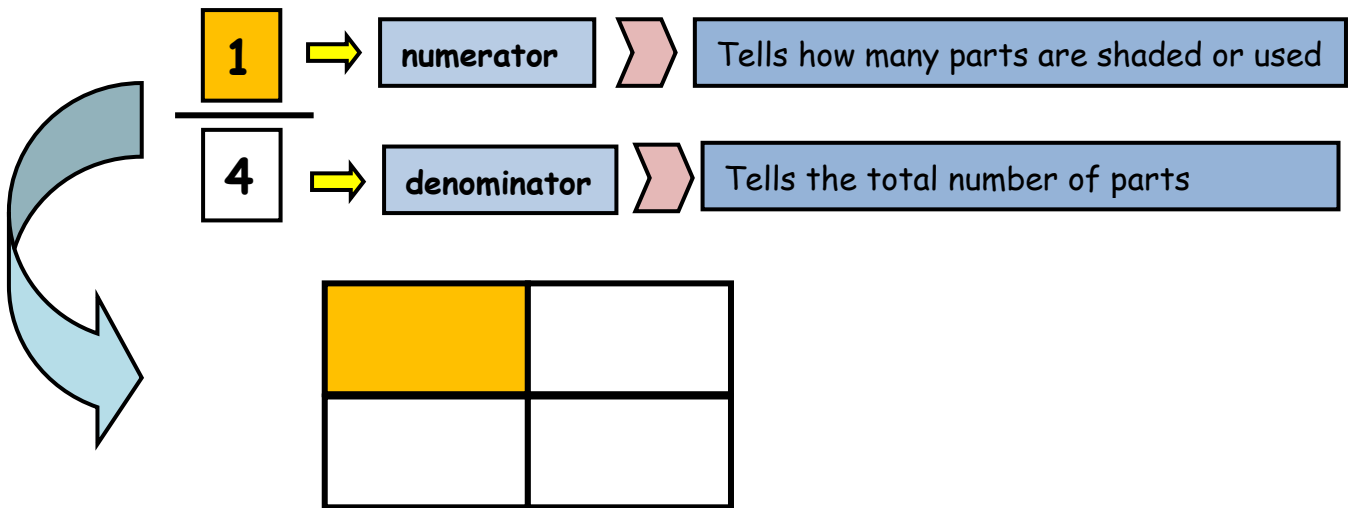 1 numerator Tells how many parts are shaded or used
4 denominator Tells the total number of parts